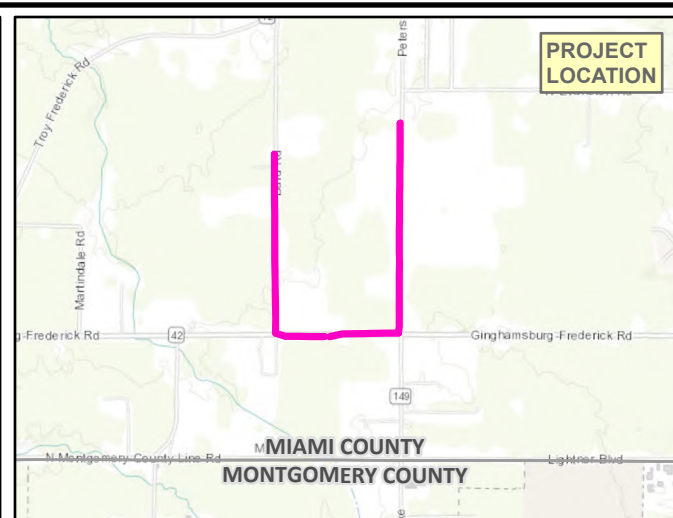 PROJECT
LOCATION
Troy Frederick Rd
Peters
Martindale Rd
g-Frederick Rd
42
Ginghamsburg-Frederick Rd
149
M
MIAMI COUNTY
N Montgomery County Line Rd
Lightner Blvd
MONTGOMERY COUNTY
ke